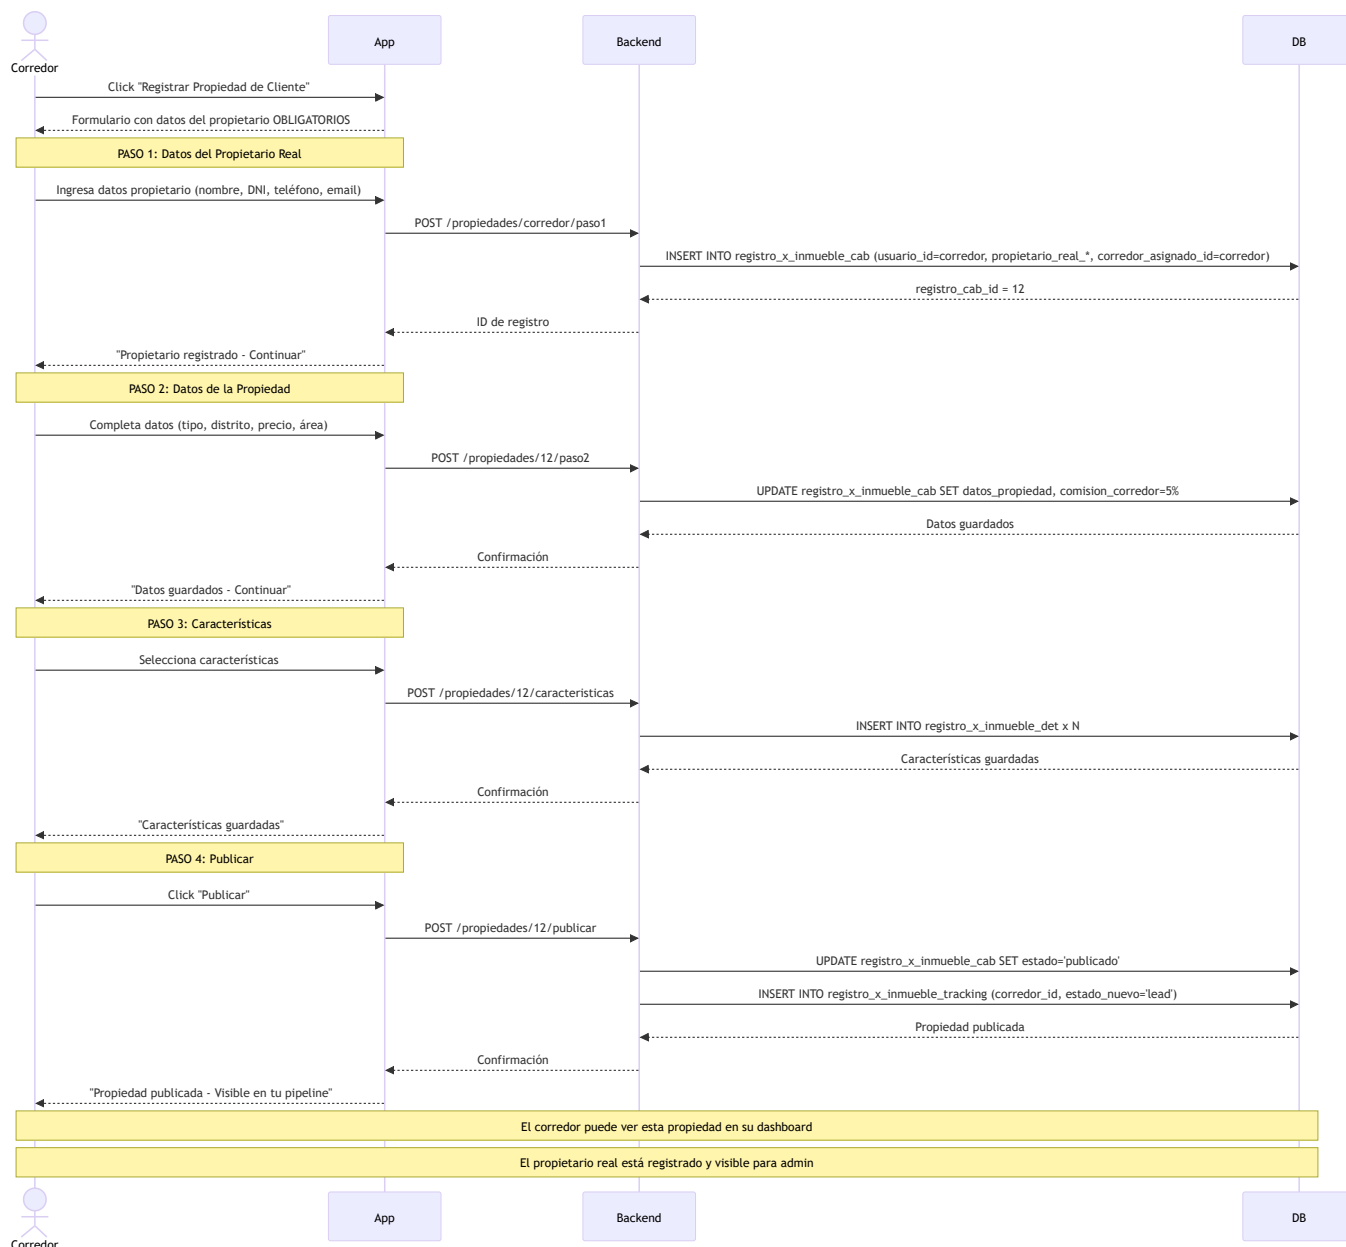 Corredor
App
Backend
DB
Click "Registrar Propiedad de Cliente"
Formulario con datos del propietario OBLIGATORIOS
PASO 1: Datos del Propietario Real
Ingresa datos propietario (nombre, DNI, teléfono, email)
POST /propiedades/corredor/paso1
INSERT INTO registro_x_inmueble_cab (usuario_id=corredor, propietario_real_*, corredor_asignado_id=corredor)
registro_cab_id = 12
ID de registro
"Propietario registrado - Continuar"
PASO 2: Datos de la Propiedad
Completa datos (tipo, distrito, precio, área)
POST /propiedades/12/paso2
UPDATE registro_x_inmueble_cab SET datos_propiedad, comision_corredor=5%
Datos guardados
Confirmación
"Datos guardados - Continuar"
PASO 3: Características
Selecciona características
POST /propiedades/12/caracteristicas
INSERT INTO registro_x_inmueble_det x N
Características guardadas
Confirmación
"Características guardadas"
PASO 4: Publicar
Click "Publicar"
POST /propiedades/12/publicar
UPDATE registro_x_inmueble_cab SET estado='publicado'
INSERT INTO registro_x_inmueble_tracking (corredor_id, estado_nuevo='lead')
Propiedad publicada
Confirmación
"Propiedad publicada - Visible en tu pipeline"
El corredor puede ver esta propiedad en su dashboard
El propietario real está registrado y visible para admin
Corredor
App
Backend
DB